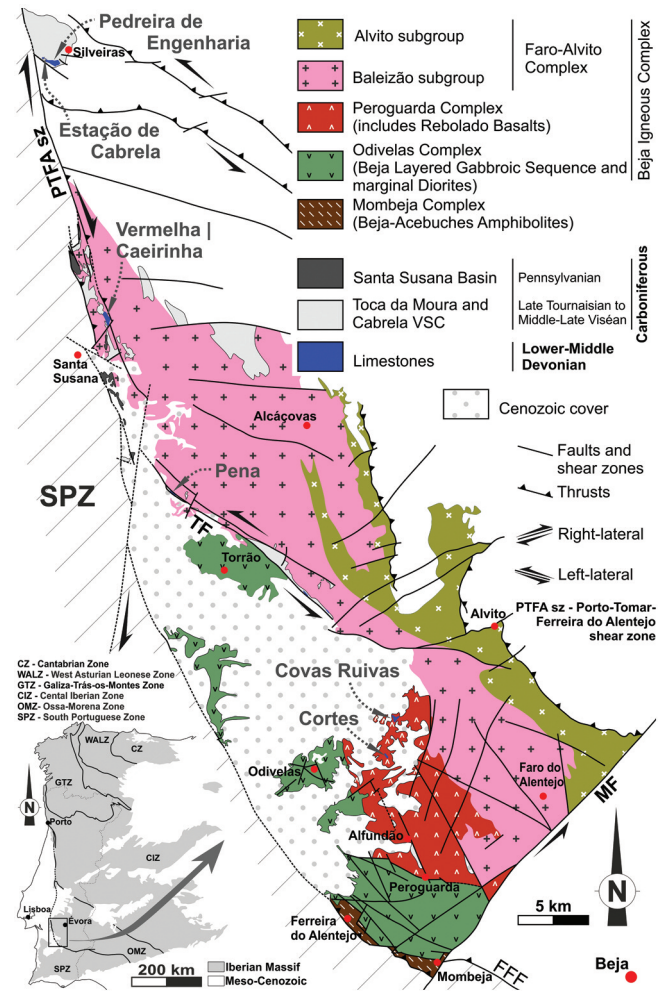 Pedreira de
Engenharia
Silveiras
Estação de
Cabrela
PTFA sz
Vermelha |
Caeirinha
Santa
Susana
Alcáçovas
SPZ
Pena
TF
Torrão
Alvito
Covas Ruivas
Cortes
Odivelas
Faro do
Alentejo
MF
Alfundão
Peroguarda
Ferreira
do Alentejo
Mombeja
FFF
Beja
N
5 km
Alvito subgroup
Baleizão subgroup
Faro-Alvito
Complex
Peroguarda Complex
(includes Rebolado Basalts)
Odivelas Complex
(Beja Layered Gabbroic Sequence and
marginal Diorites)
Mombeja Complex
(Beja-Acebuches Amphibolites)
Beja Igneous Complex
Santa Susana Basin
Pennsylvanian
Toca da Moura and
Cabrela VSC
Late Tournaisian to
Middle-Late Viséan
Carboniferous
Limestones
Lower-Middle
Devonian
Cenozoic cover
Faults and
shear zones
Thrusts
Right-lateral
Left-lateral
PTFA sz - Porto-Tomar-
Ferreira do Alentejo
shear zone
CZ - Cantabrian Zone
WALZ - West Asturian Leonese Zone
GTZ - Galiza-Trás-os-Montes Zone
CIZ - Cental Iberian Zone
OMZ - Ossa-Morena Zone
SPZ - South Portuguese Zone
WALZ
CZ
GTZ
N
Porto
CIZ
Lisboa
Évora
OMZ
SPZ
200 km
Iberian Massif
Meso-Cenozoic